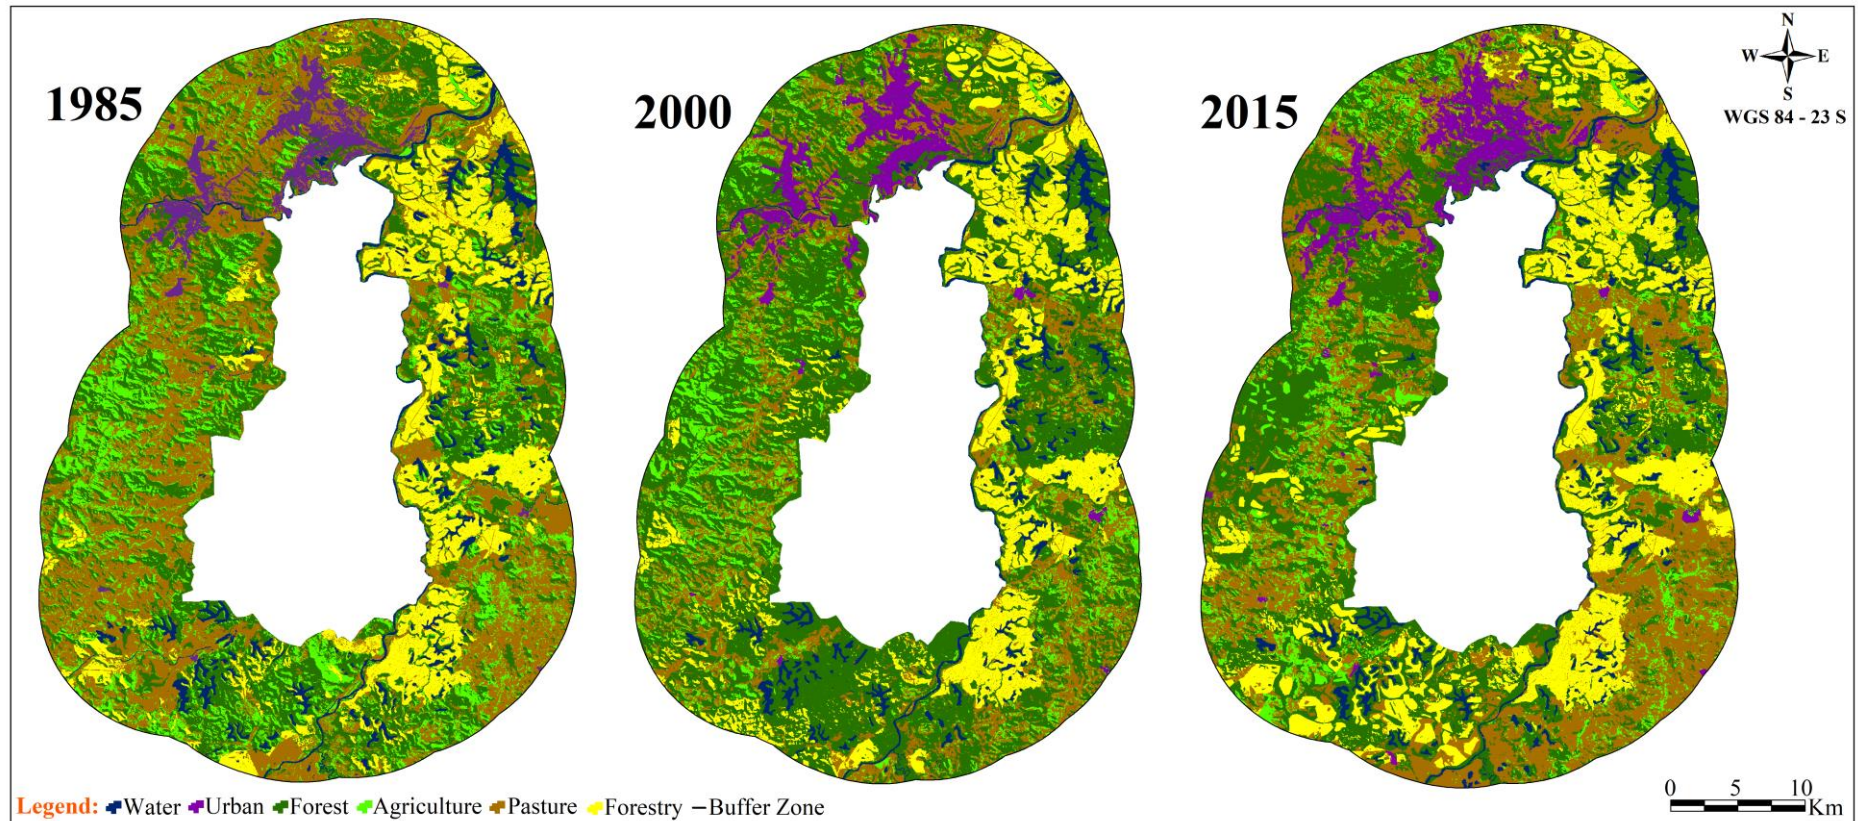 1985
2000
2015
N
W E
S
WGS 84 - 23 S
Legend: Water Urban Forest Agriculture Pasture Forestry Buffer Zone
0 5 10
Km